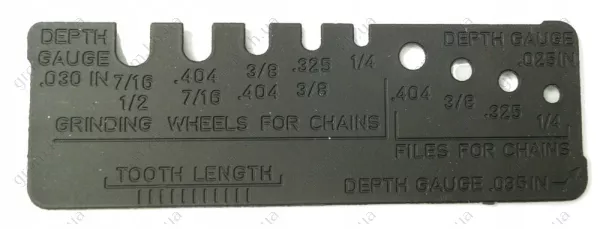 DEPTH GAUGE .030 IN
7/16 1/2
.404 7/16
3/8 .404
.325 3/8
1/4
GRINDING WHEELS FOR CHAINS
DEPTH GAUGE .025IN
.404
3/8
.325
1/4
FILES FOR CHAINS
TOOTH LENGTH
DEPTH GAUGE .035IN